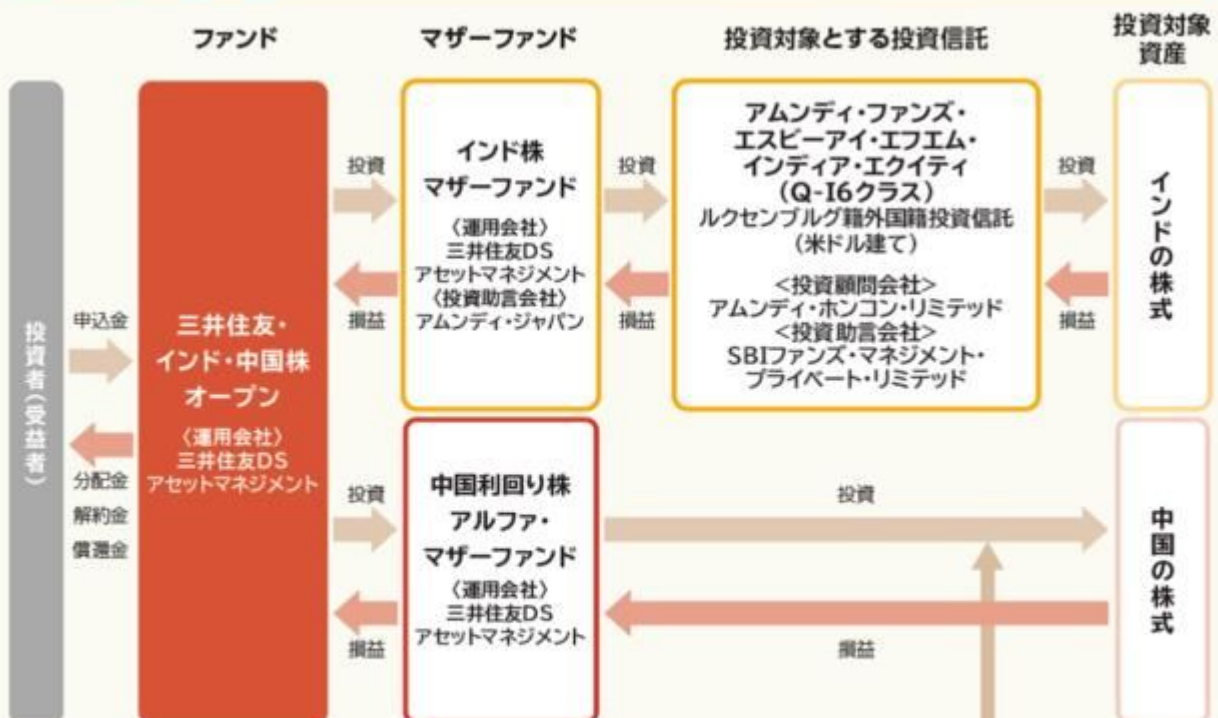 ファンド
マザーファンド
投資対象とする投資信託
投資対象
資産
投資者(受益者)
申込金
分配金
解約金
償還金
三井住友・
インド・中国株
オープン
〈運用会社〉
三井住友DS
アセットマネジメント
投資
損益
インド株
マザーファンド
〈運用会社〉
三井住友DS
アセットマネジメント
〈投資助言会社〉
アムンディ・ジャパン
投資
損益
アムンディ・ファンズ・
エスビーアイ・エフエム・
インディア・エクイティ
(Q-I6クラス)
ルクセンブルグ籍外国籍投資信託
(米ドル建て)
<投資顧問会社>
アムンディ・ホンコン・リミテッド
<投資助言会社>
SBIファンズ・マネジメント・
プライベート・リミテッド
投資
損益
インドの株式
投資
損益
中国利回り株
アルファ・
マザーファンド
〈運用会社〉
三井住友DS
アセットマネジメント
投資
損益
中国の株式